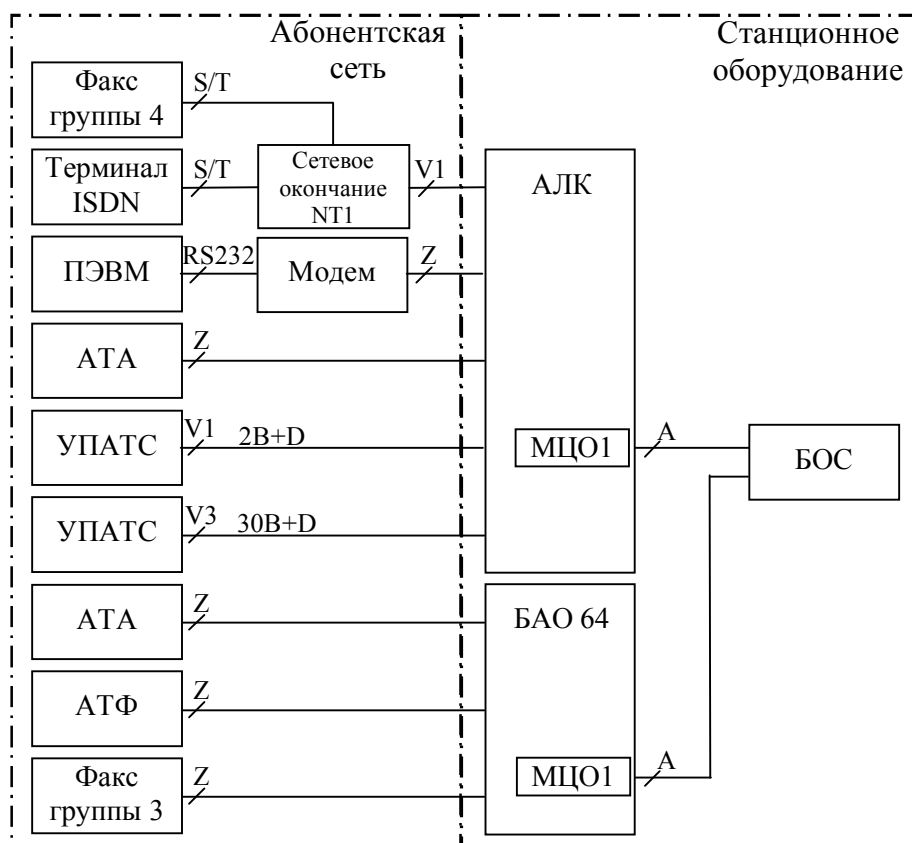 Абонентская
сеть
Станционное
оборудование
Факс
группы 4
S/T
Терминал
ISDN
S/T
Сетевое
окончание
NT1
V1
АЛК
ПЭВМ
RS232
Модем
Z
АТА
Z
УПАТС
V1
2B+D
МЦО1
A
БОС
УПАТС
V3
30B+D
АТА
Z
БАО 64
АТФ
Z
Факс
группы 3
Z
МЦО1
A